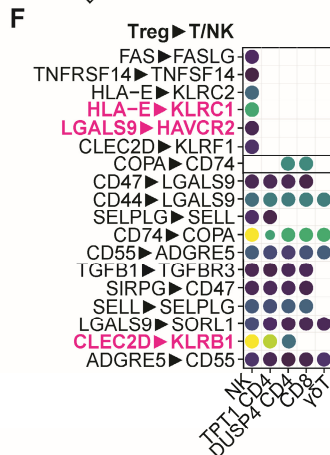 F
Treg▶T/NK
FAS▶FASLG
TNFRSF14▶TNFSF14
HLA−E▶KLRC2
HLA−E▶KLRC1
LGALS9▶HAVCR2
CLEC2D▶KLRF1
COPA▶CD74
CD47▶LGALS9
CD44▶LGALS9
SELPLG▶SELL
CD74▶COPA
CD55▶ADGRE5
TGFB1▶TGFBR3
SIRPG▶CD47
SELL▶SELPLG
LGALS9▶SORL1
CLEC2D▶KLRB1
ADGRE5▶CD55
NK
TPT1 CD4
DUSP4 CD4
CD8
γδT